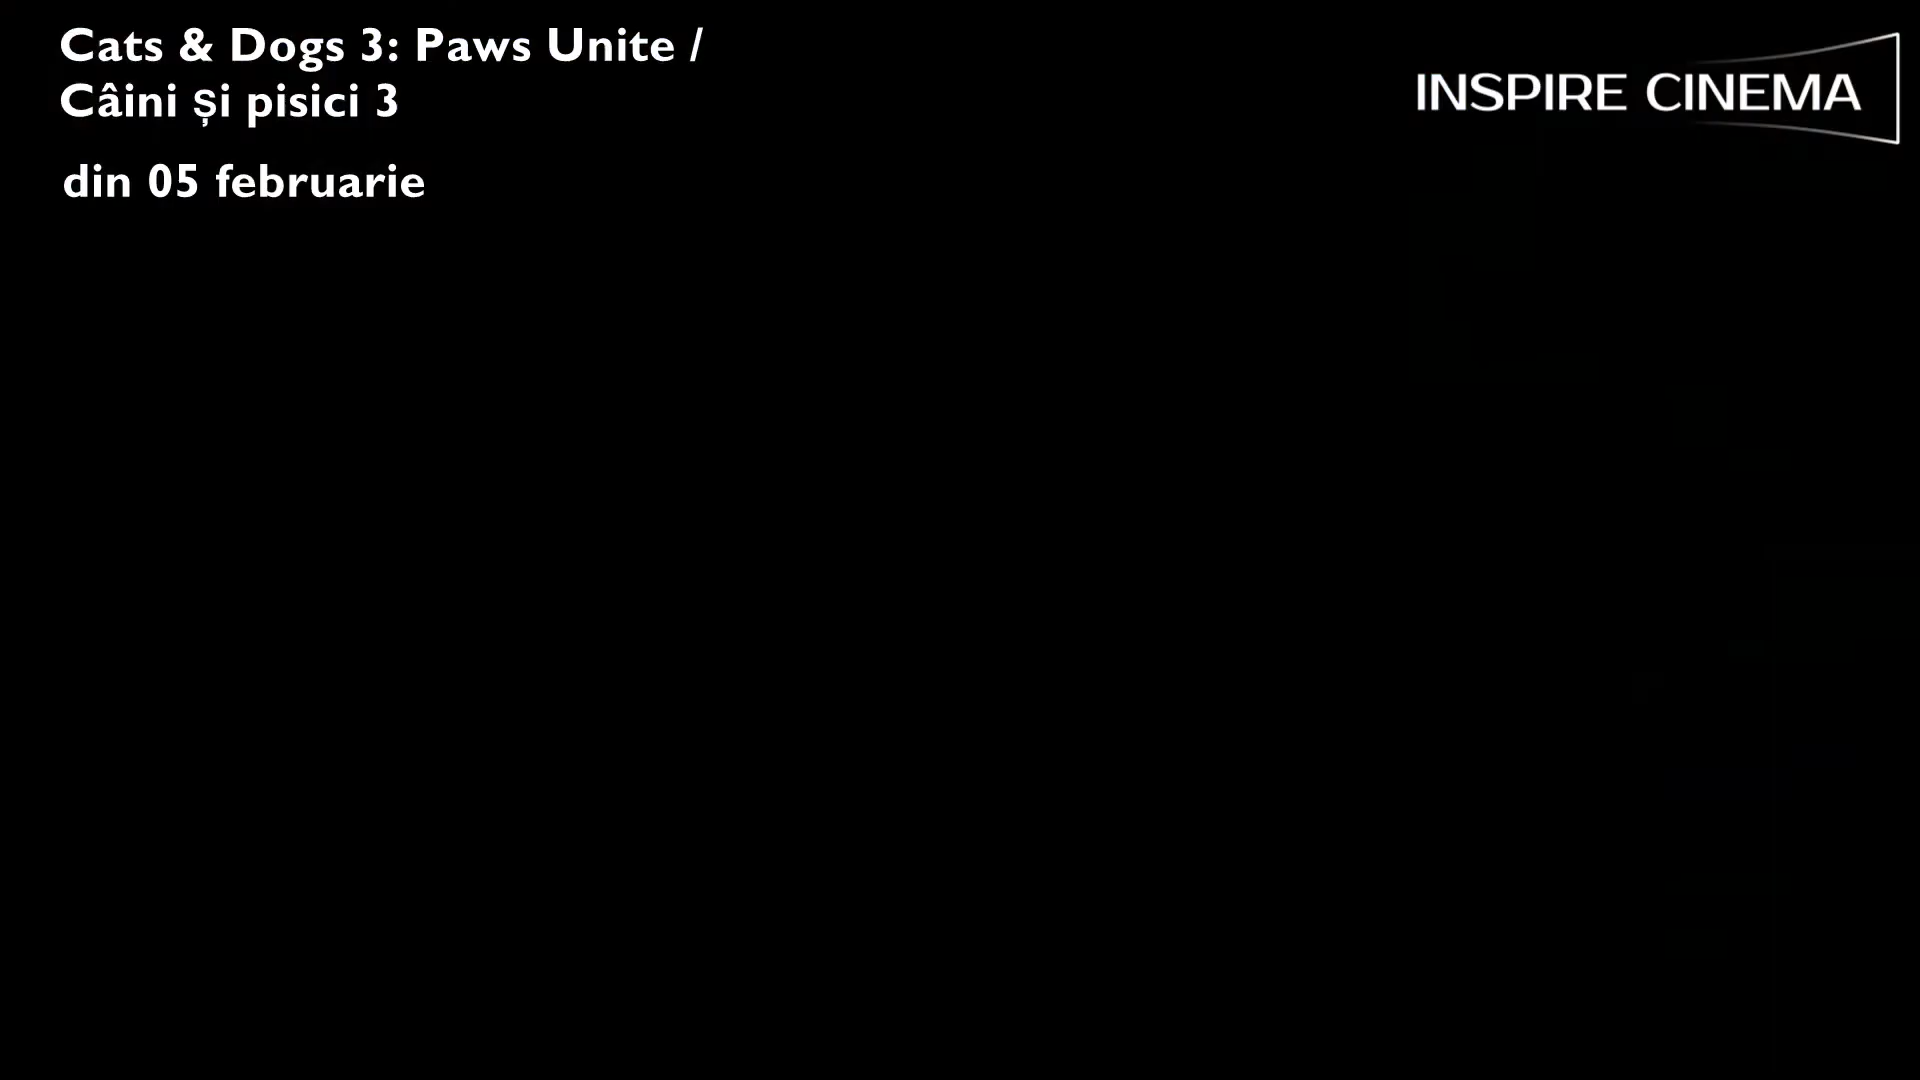 Cats & Dogs 3: Paws Unite /
Câini și pisici 3
din 05 februarie
INSPIRE CINEMA